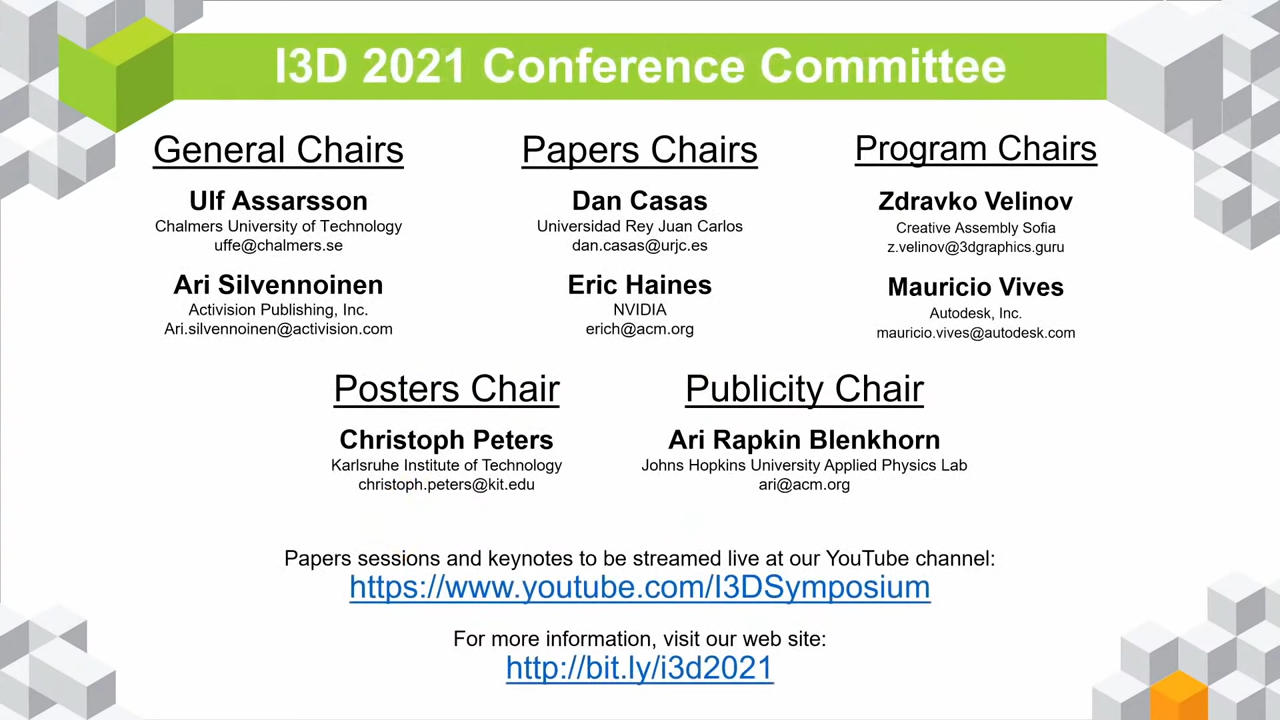 I3D 2021 Conference Committee
General Chairs
Ulf Assarsson
Chalmers University of Technology
uffe@chalmers.se
Ari Silvennoinen
Activision Publishing, Inc.
Ari.silvennoinen@activision.com
Papers Chairs
Dan Casas
Universidad Rey Juan Carlos
dan.casas@urjc.es
Eric Haines
NVIDIA
erich@acm.org
Program Chairs
Zdravko Velinov
Creative Assembly Sofia
z.velinov@3dgraphics.guru
Mauricio Vives
Autodesk, Inc.
mauricio.vives@autodesk.com
Posters Chair
Christoph Peters
Karlsruhe Institute of Technology
christoph.peters@kit.edu
Publicity Chair
Ari Rapkin Blenkhorn
Johns Hopkins University Applied Physics Lab
ari@acm.org
Papers sessions and keynotes to be streamed live at our YouTube channel:
https://www.youtube.com/I3DSymposium
For more information, visit our web site:
http://bit.ly/i3d2021